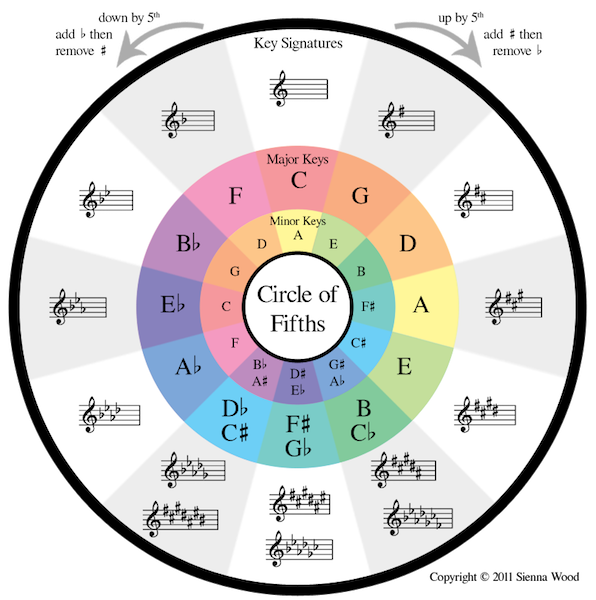 down by 5th
add ♭ then
remove ♯
up by 5th
add ♯ then
remove ♭
Key Signatures
Major Keys
C
G
D
A
E
B
C♭
F♯
G♭
D♭
C♯
A♭
E♭
B♭
F
Minor Keys
A
E
B
F♯
C♯
G♯
A♭
D♯
E♭
B♭
A♯
F
C
G
D
Circle of
Fifths
Copyright © 2011 Sienna Wood